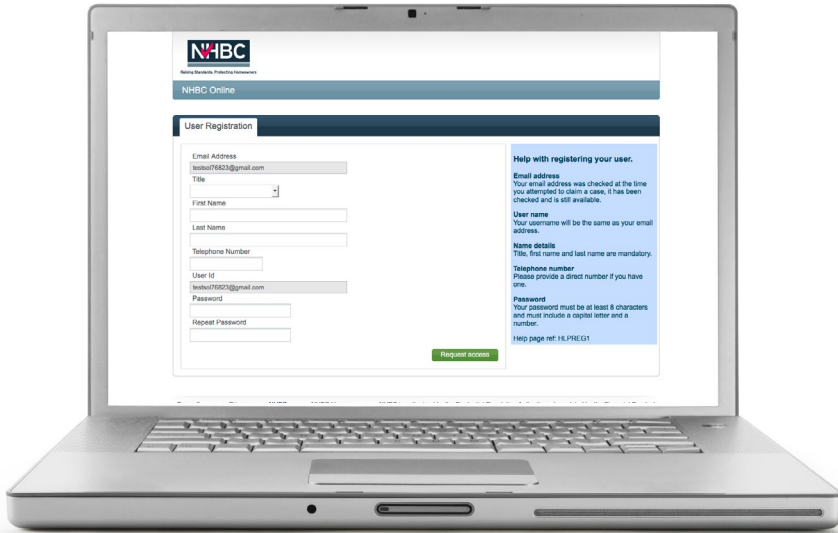 NHBC
Raising Standards. Protecting Homeowners
NHBC Online
User Registration
Email Address
testsol76823@gmail.com
Title
First Name
Last Name
Telephone Number
User Id
testsol76823@gmail.com
Password
Repeat Password
Request access
Help with registering your user.
Email address
Your email address was checked at the time
you attempted to claim a case, it has been
checked and is still available.
User name
Your username will be the same as your email
address.
Name details
Title, first name and last name are mandatory.
Telephone number
Please provide a direct number if you have
one.
Password
Your password must be at least 8 characters
and must include a capital letter and a
number.
Help page ref: HLPREG1